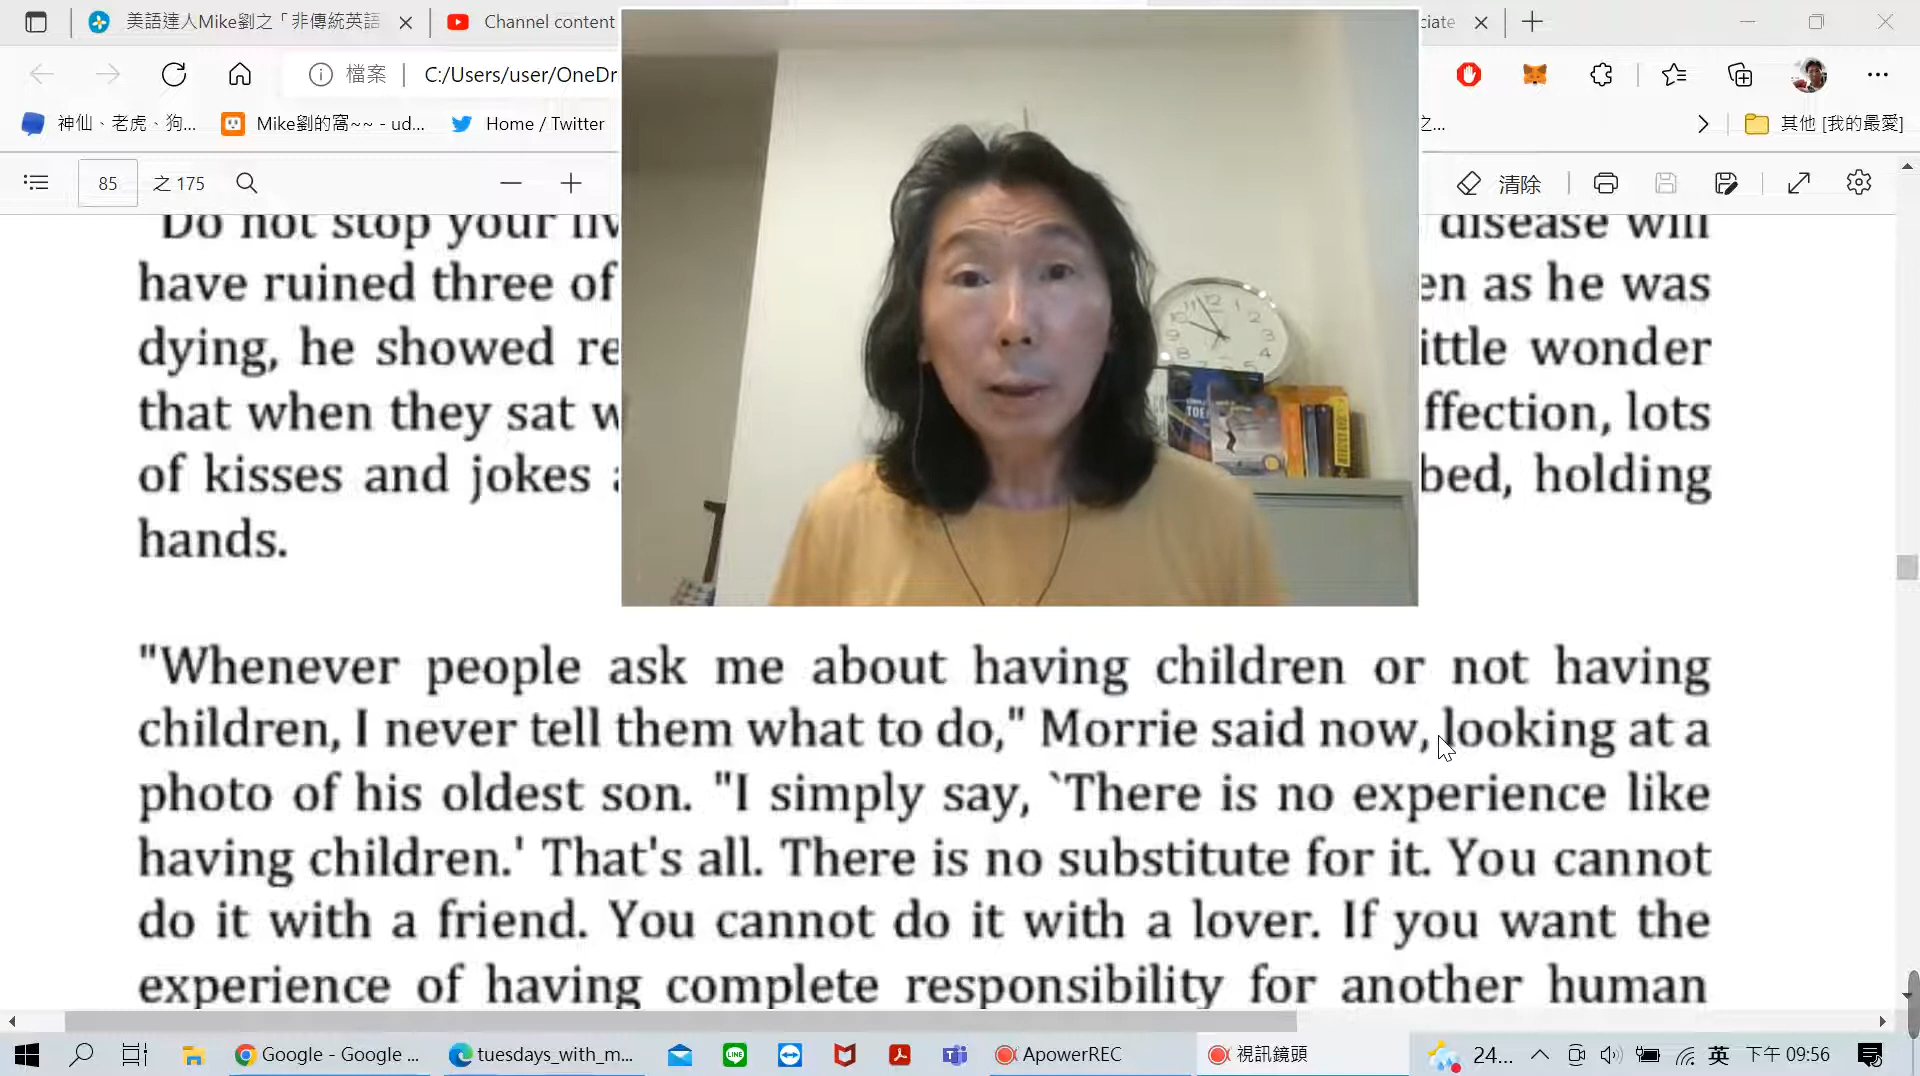 美語達人Mike劉之「非傳統英語
Channel content
ciate
檔案
C:/Users/user/OneDr
神仙、老虎、狗...
Mike劉的窩~~ - ud...
Home / Twitter
之...
其他 [我的最愛]
85
之 175
清除
"Do not stop your liv
disease will
have ruined three of
en as he was
dying, he showed re
ittle wonder
that when they sat w
ffection, lots
of kisses and jokes a
bed, holding
hands.
"Whenever people ask me about having children or not having
children, I never tell them what to do," Morrie said now, looking at a
photo of his oldest son. "I simply say, `There is no experience like
having children.' That's all. There is no substitute for it. You cannot
do it with a friend. You cannot do it with a lover. If you want the
experience of having complete responsibility for another human
Google - Google ...
tuesdays_with_m...
ApowerREC
視訊鏡頭
24...
英
下午 09:56